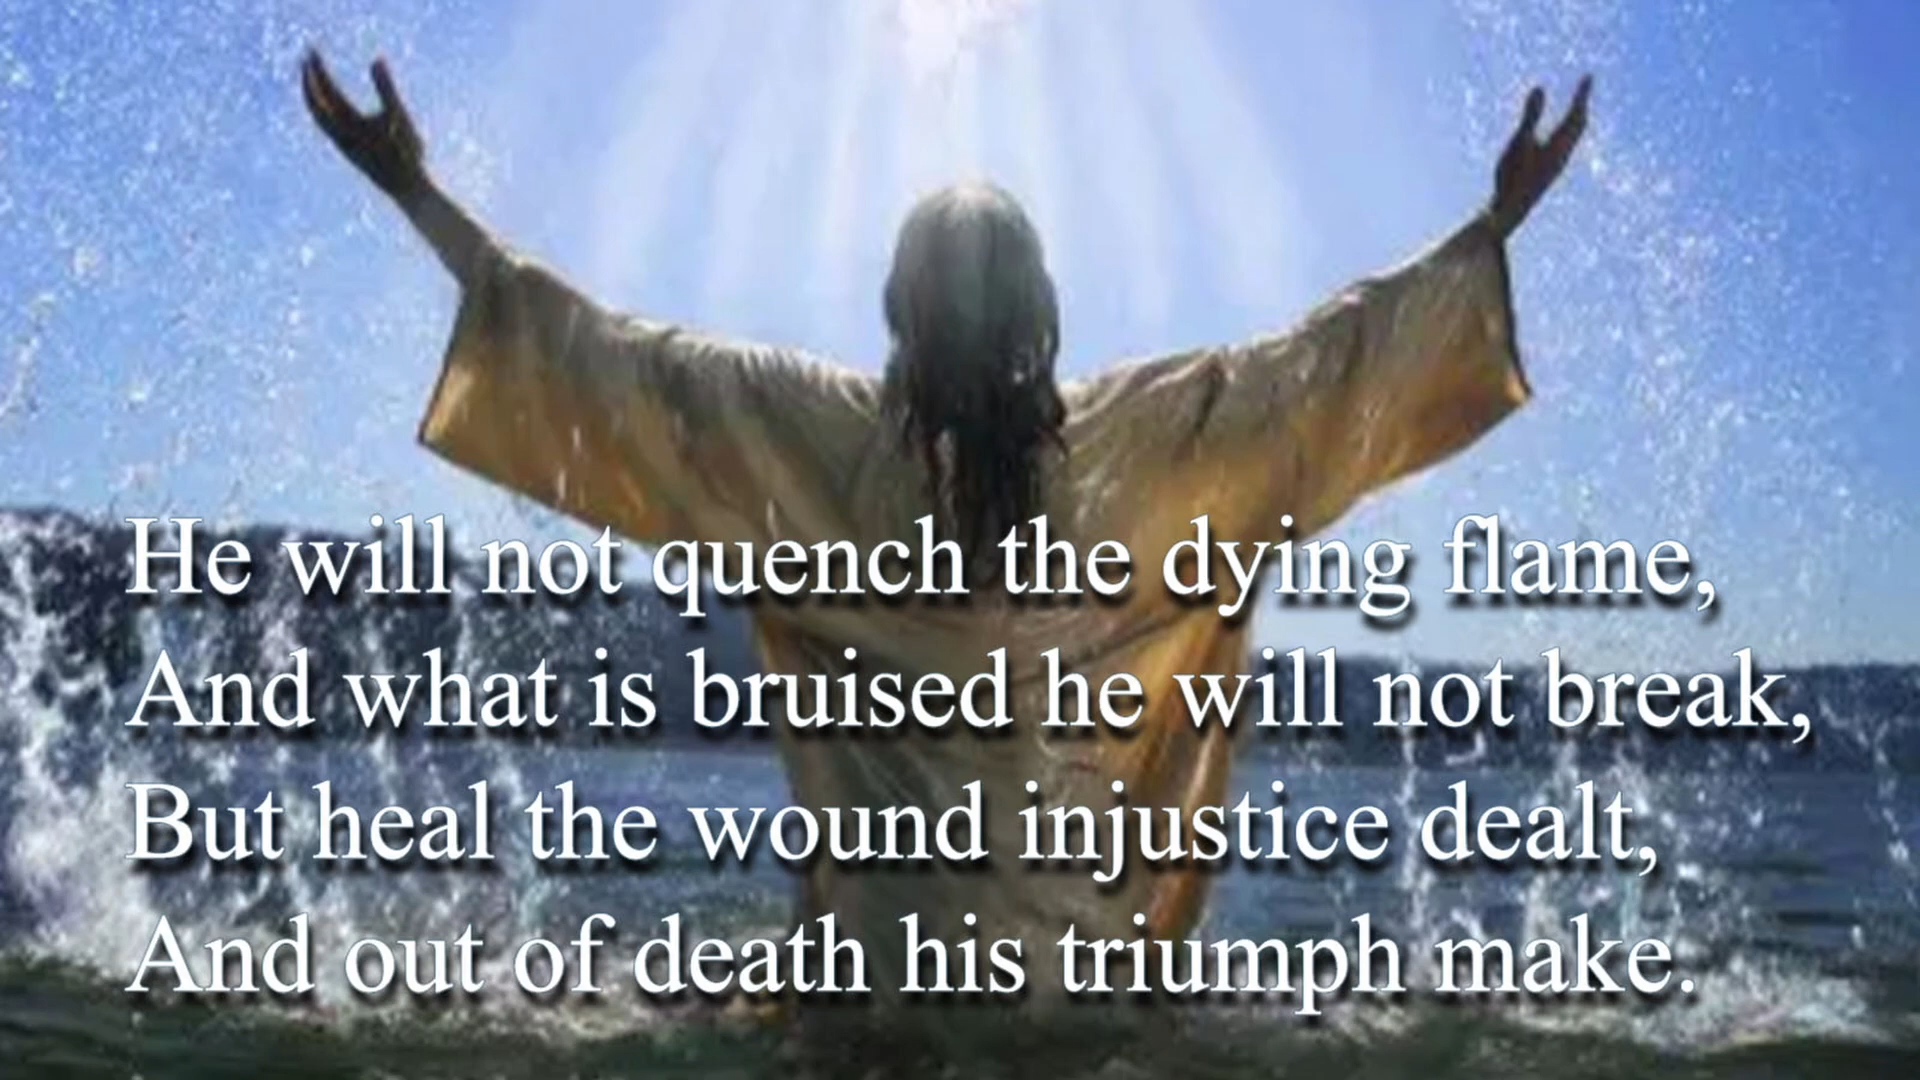 He will not quench the dying flame,
And what is bruised he will not break,
But heal the wound injustice dealt,
And out of death his triumph make.